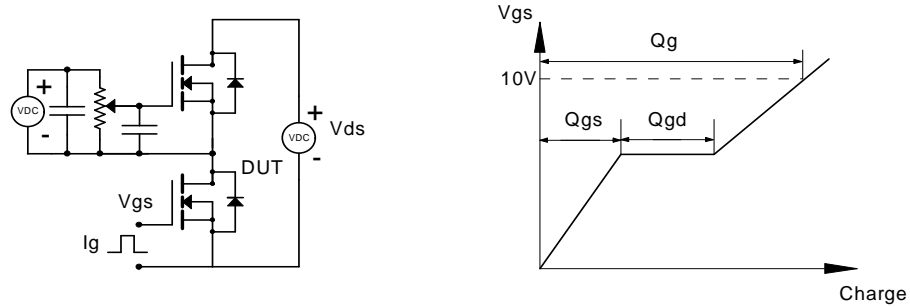 +
VDC
-
+
VDC
-
Vds
DUT
Vgs
Ig
Vgs
Qg
10V
Qgs
Qgd
Charge